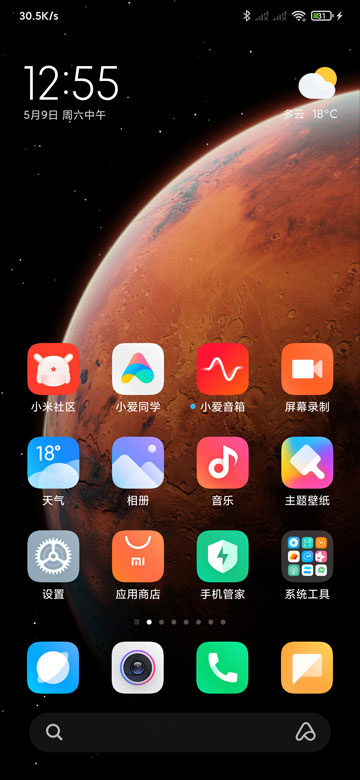 30.5K/s
31
12:55
5月9日 周六中午
多云 18°C
小米社区
小爱同学
小爱音箱
屏幕录制
18°
天气
相册
音乐
主题壁纸
mi
设置
应用商店
手机管家
系统工具